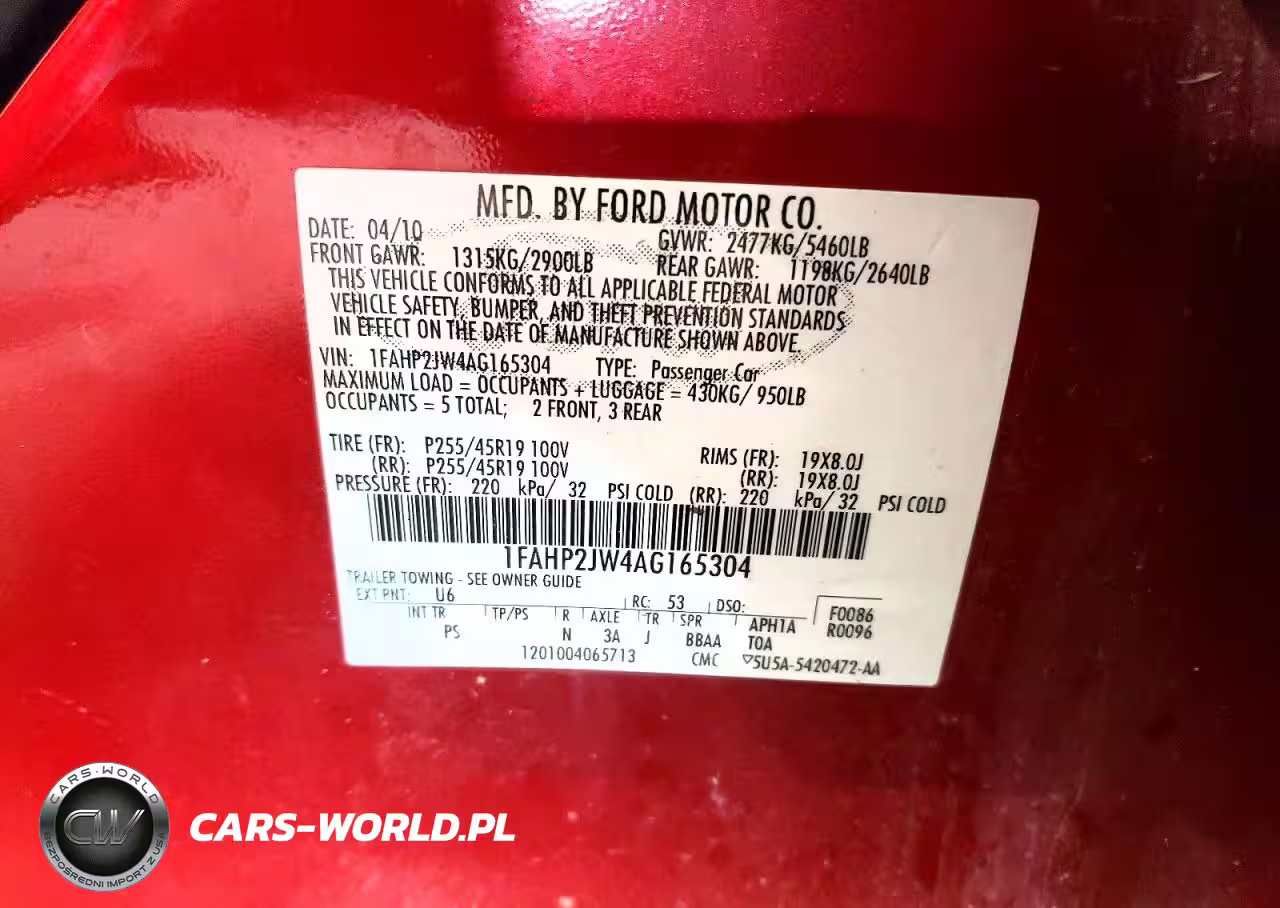 MFD. BY FORD MOTOR CO.
DATE: 04/10 GVWR: 2477KG/5460LB
FRONT GAWR: 1315KG/2900LB REAR GAWR: 1198KG/2640LB
THIS VEHICLE CONFORMS TO ALL APPLICABLE FEDERAL MOTOR
VEHICLE SAFETY, BUMPER, AND THEFT PREVENTION STANDARDS
IN EFFECT ON THE DATE OF MANUFACTURE SHOWN ABOVE.
VIN: 1FAHP2JW4AG165304 TYPE: Passenger Car
MAXIMUM LOAD = OCCUPANTS + LUGGAGE = 430KG/ 950LB
OCCUPANTS = 5 TOTAL; 2 FRONT, 3 REAR
TIRE (FR): P255/45R19 100V RIMS (FR): 19X8.0J
(RR): P255/45R19 100V (RR): 19X8.0J
PRESSURE (FR): 220 kPa/ 32 PSI COLD (RR): 220 kPa/ 32 PSI COLD
1FAHP2JW4AG165304
TRAILER TOWING - SEE OWNER GUIDE
EXT PNT: U6 RC: 53 DSO: F0086
INT TR TP/PS R AXLE TR SPR APH1A R0096
PS N 3A J BBAA TOA
1201004065713 CMC ▽5U5A-5420472-AA
CARS-WORLD
CW
BEZPOŚREDNI IMPORT Z USA
CARS-WORLD.PL